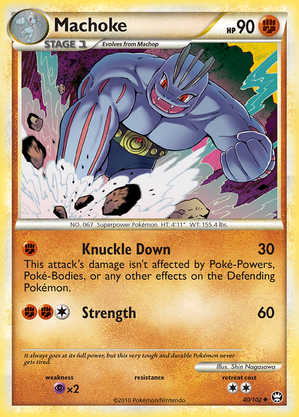 Machoke HP 90
STAGE 1 Evolves from Machop
NO. 067 Superpower Pokémon. HT: 4'11" WT: 155.4 lbs.
Knuckle Down 30
This attack's damage isn't affected by Poké-Powers,
Poké-Bodies, or any other effects on the Defending
Pokémon.
Strength 60
It always goes at its full power, but this very tough and durable Pokémon never
gets tired.
Illus. Shin Nagasawa
weakness resistance retreat cost
×2
40/102
©2010 Pokémon/Nintendo